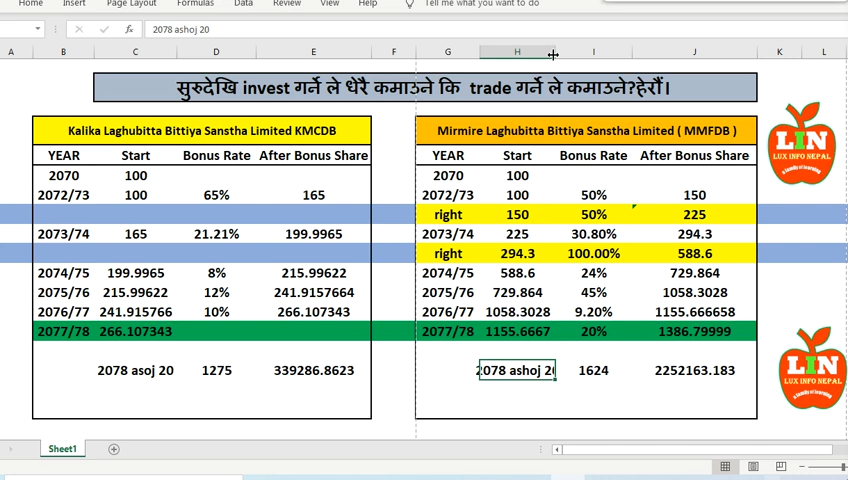 Home Insert Page Layout Formulas Data Review View Help Tell me what you want to do
fx 2078 ashoj 20
A B C D E F G H I J K L
सुरुदेखि invest गर्ने ले धेरै कमाउने कि trade गर्ने ले कमाउने?हेरौं।
Kalika Laghubitta Bittiya Sanstha Limited KMCDB
YEAR Start Bonus Rate After Bonus Share
2070 100
2072/73 100 65% 165
2073/74 165 21.21% 199.9965
2074/75 199.9965 8% 215.99622
2075/76 215.99622 12% 241.9157664
2076/77 241.915766 10% 266.107343
2077/78 266.107343
2078 asoj 20 1275 339286.8623
Mirmire Laghubitta Bittiya Sanstha Limited ( MMFDB )
YEAR Start Bonus Rate After Bonus Share
2070 100
2072/73 100 50% 150
right 150 50% 225
2073/74 225 30.80% 294.3
right 294.3 100.00% 588.6
2074/75 588.6 24% 729.864
2075/76 729.864 45% 1058.3028
2076/77 1058.3028 9.20% 1155.666658
2077/78 1155.6667 20% 1386.79999
2078 ashoj 20 1624 2252163.183
LIN
LUX INFO NEPAL
a family of learning
LIN
LUX INFO NEPAL
a family of learning
Sheet1